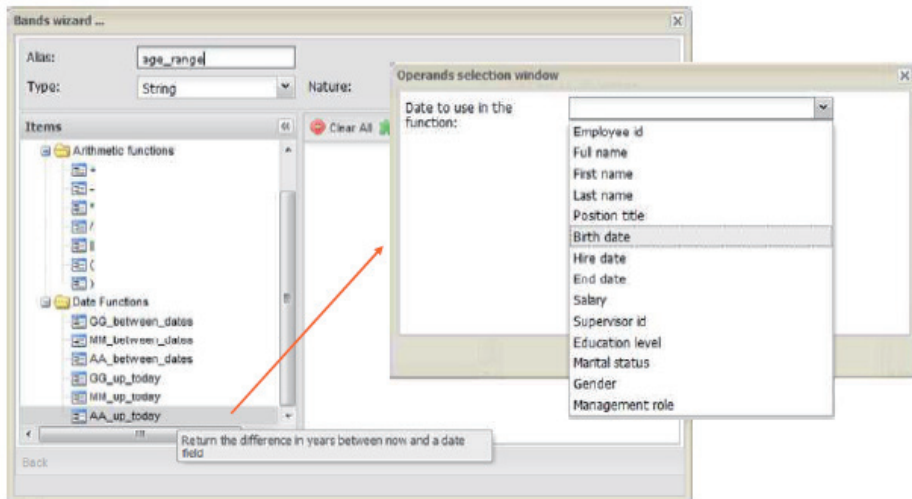 Bands wizard ...
Alias:
age_range
Type:
String
Nature:
Items
Clear All
Arithmetic functions
+
-
*
/
||
(
)
Date Functions
GG_between_dates
MM_between_dates
AA_between_dates
GG_up_today
MM_up_today
AA_up_today
Return the difference in years between now and a date
field
Back
Operands selection window
Date to use in the
function:
Employee id
Full name
First name
Last name
Position title
Birth date
Hire date
End date
Salary
Supervisor id
Education level
Marital status
Gender
Management role